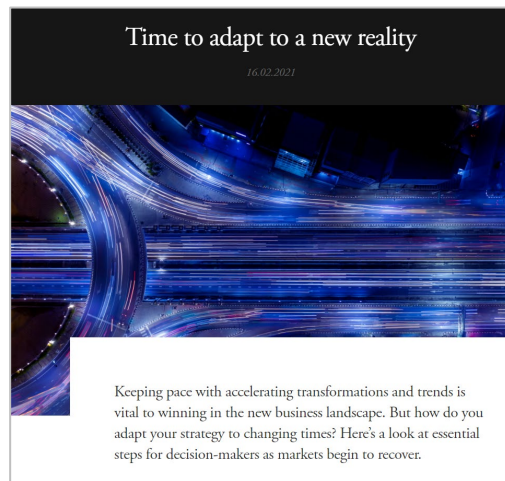 Time to adapt to a new reality
16.02.2021
Keeping pace with accelerating transformations and trends is
vital to winning in the new business landscape. But how do you
adapt your strategy to changing times? Here’s a look at essential
steps for decision-makers as markets begin to recover.